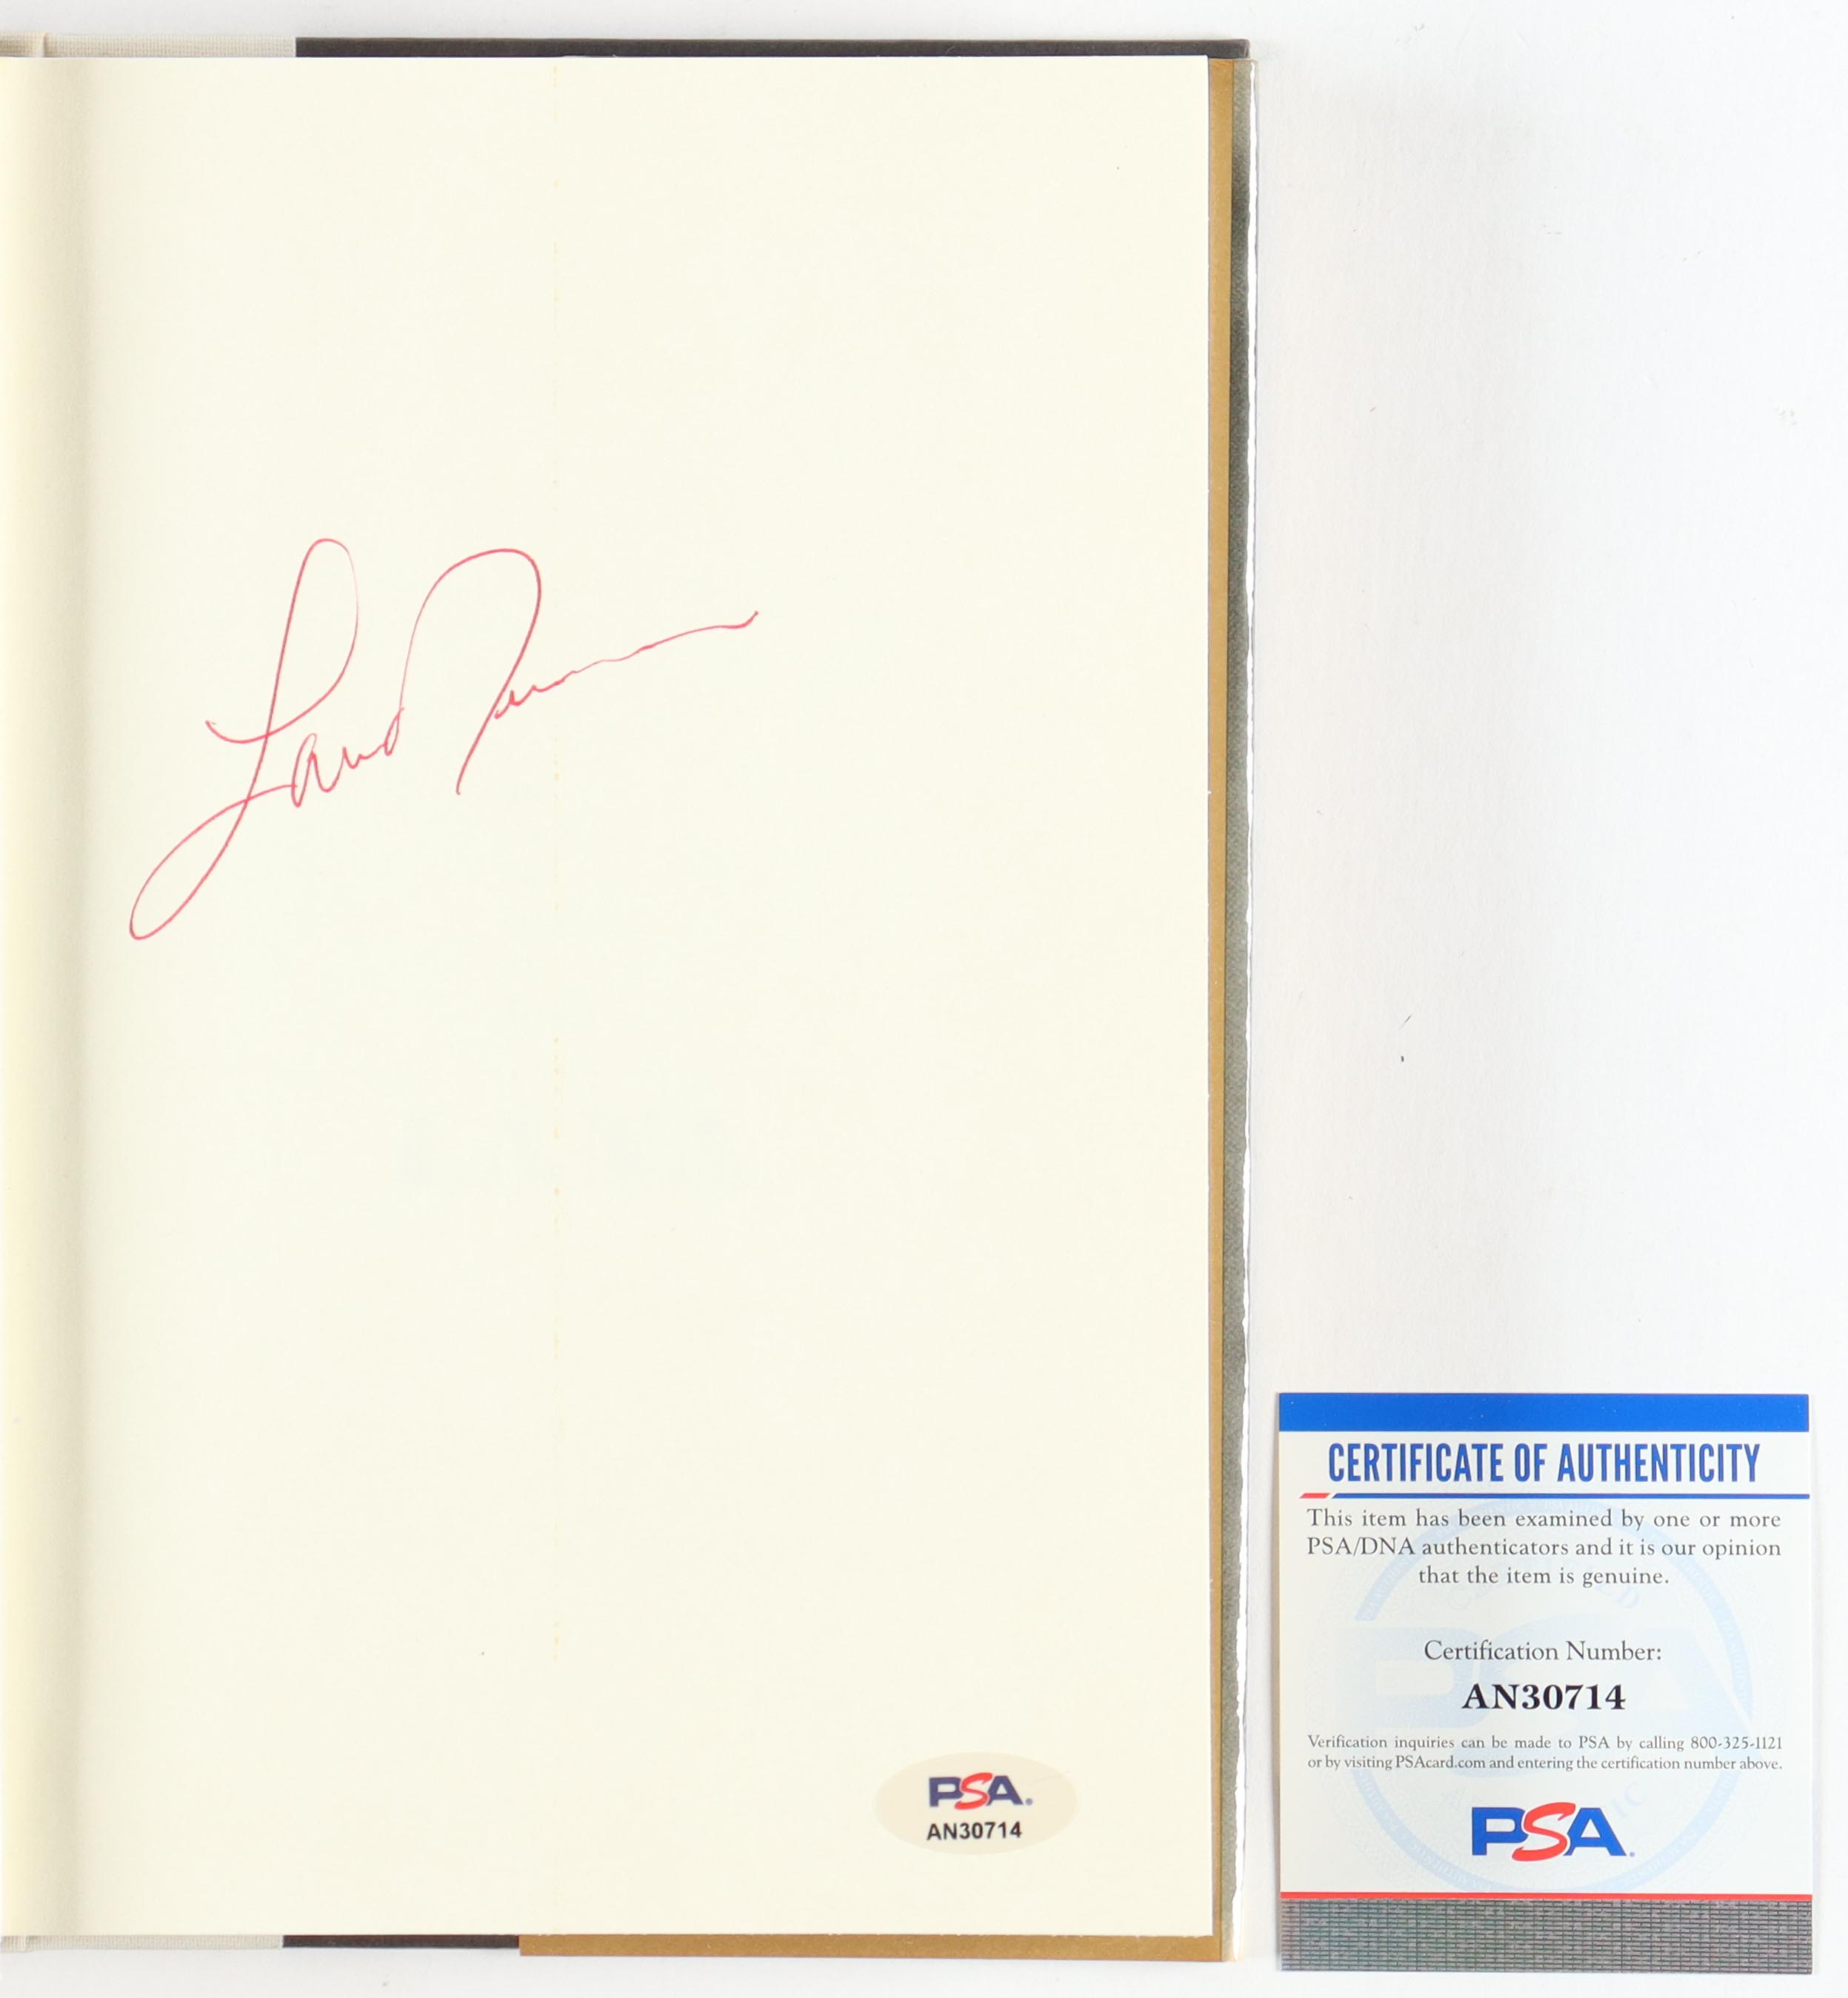 PSA
AN30714
CERTIFICATE OF AUTHENTICITY
This item has been examined by one or more
PSA/DNA authenticators and it is our opinion
that the item is genuine.
Certification Number:
AN30714
Verification inquiries can be made to PSA by calling 800-325-1121
or by visiting PSAcard.com and entering the certification number above.
PSA